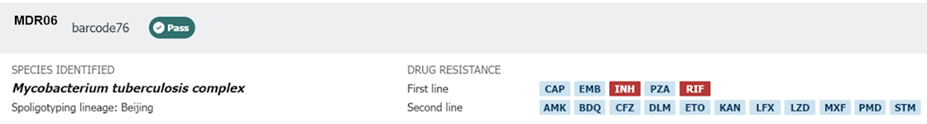 MDR06 barcode76 Pass
SPECIES IDENTIFIED
Mycobacterium tuberculosis complex
Spoligotyping lineage: Beijing
DRUG RESISTANCE
First line CAP EMB INH PZA RIF
Second line AMK BDQ CFZ DLM ETO KAN LFX LZD MXF PMD STM